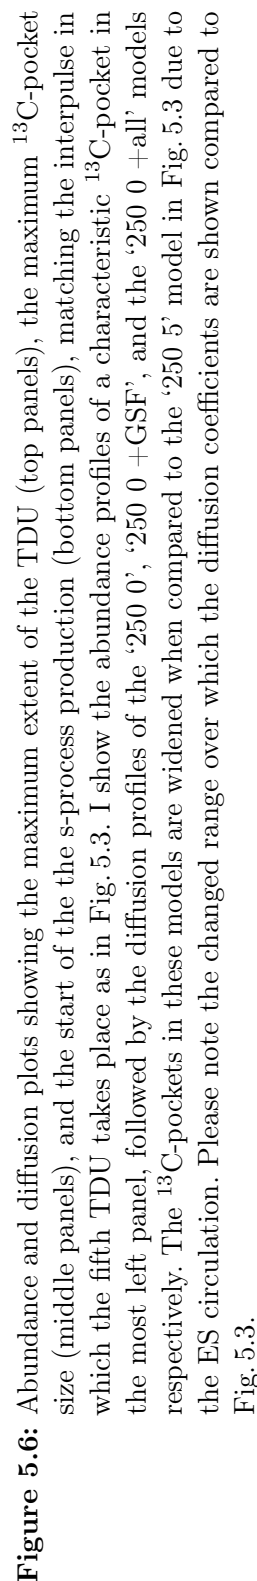 Figure 5.6: Abundance and diffusion plots showing the maximum extent of the TDU (top panels), the maximum ¹³C-pocket
size (middle panels), and the start of the the s-process production (bottom panels), matching the interpulse in
which the fifth TDU takes place as in Fig. 5.3. I show the abundance profiles of a characteristic ¹³C-pocket in
the most left panel, followed by the diffusion profiles of the ‘250 0’, ‘250 0 +GSF’, and the ‘250 0 +all’ models
respectively. The ¹³C-pockets in these models are widened when compared to the ‘250 5’ model in Fig. 5.3 due to
the ES circulation. Please note the changed range over which the diffusion coefficients are shown compared to
Fig. 5.3.